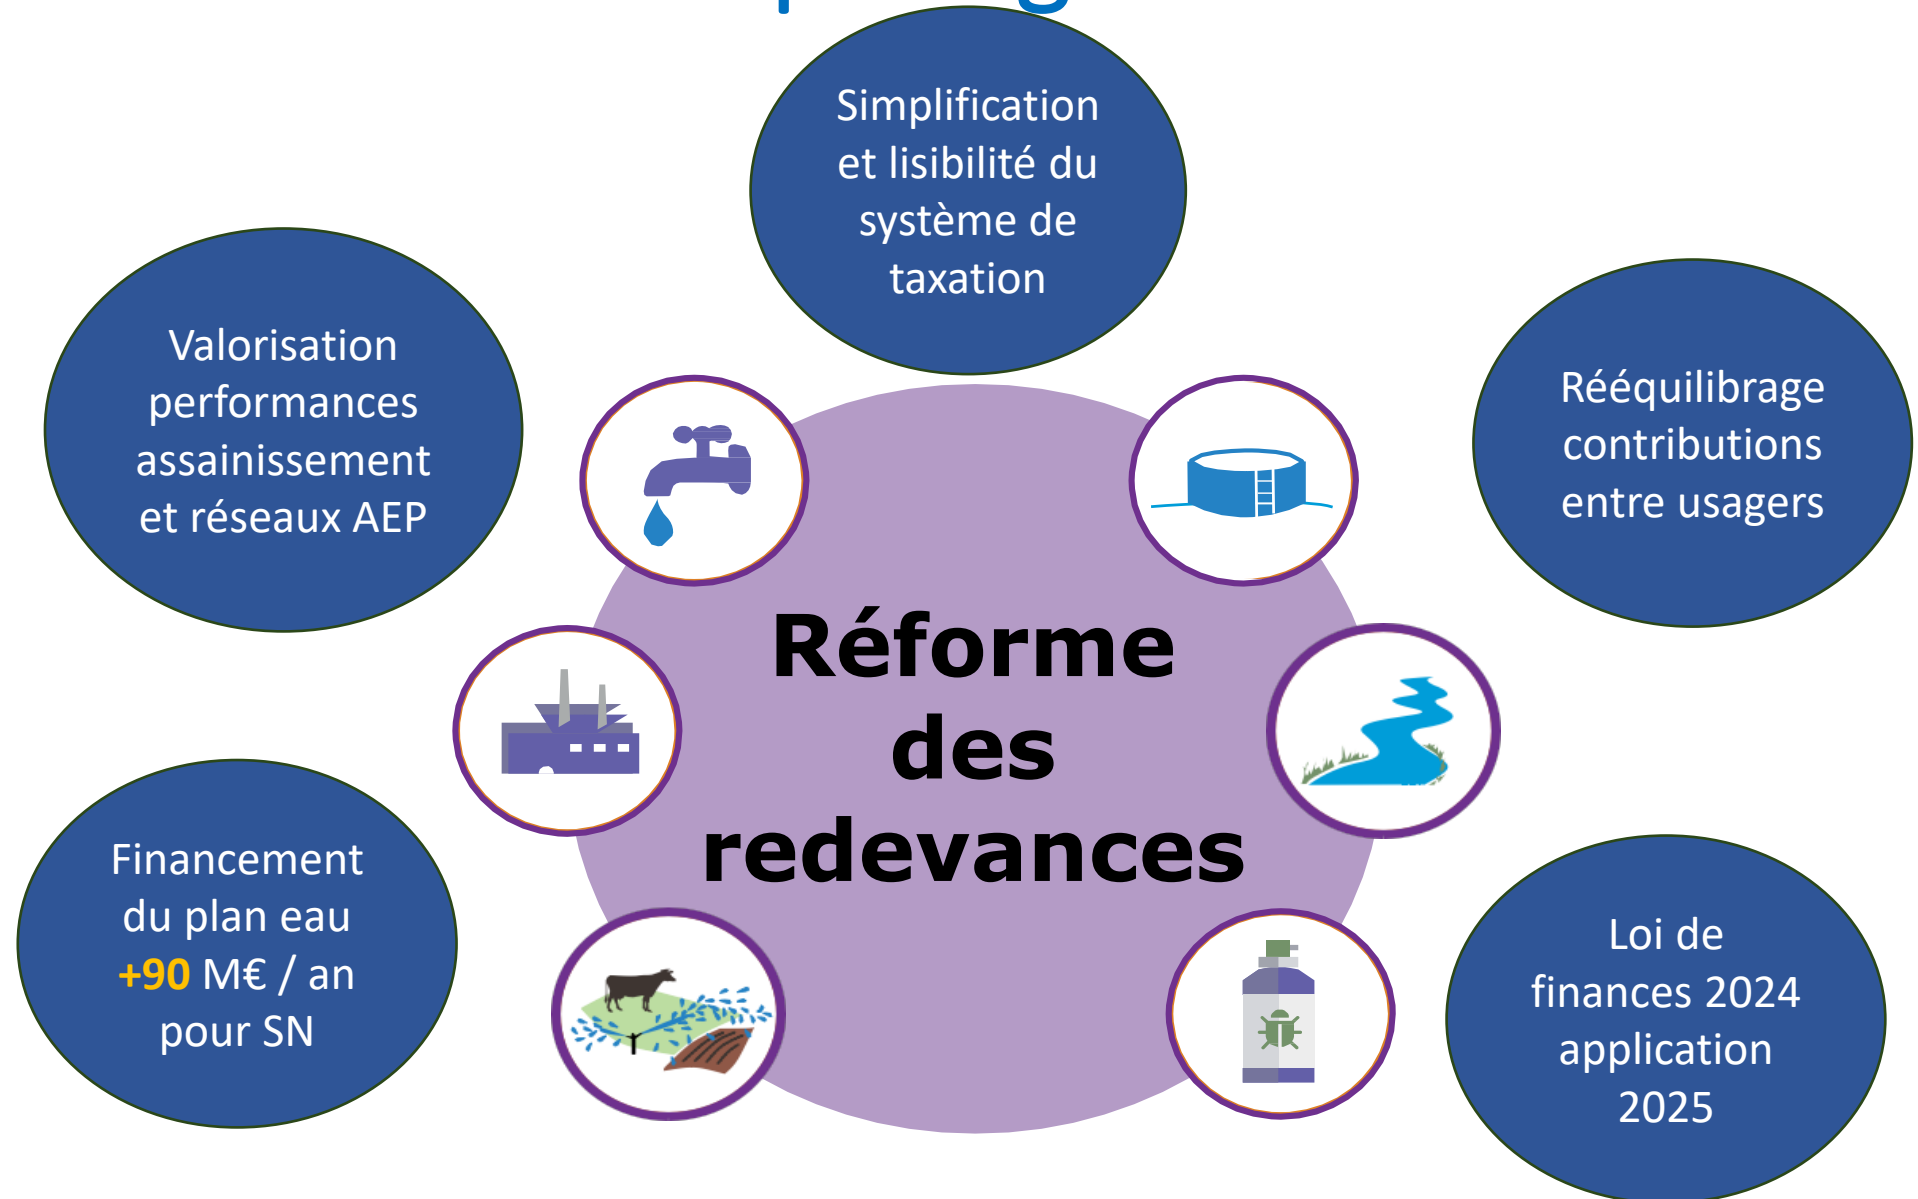 Simplification
et lisibilité du
système de
taxation
Valorisation
performances
assainissement
et réseaux AEP
Rééquilibrage
contributions
entre usagers
Réforme
des
redevances
Financement
du plan eau
+90 M€ / an
pour SN
Loi de
finances 2024
application
2025